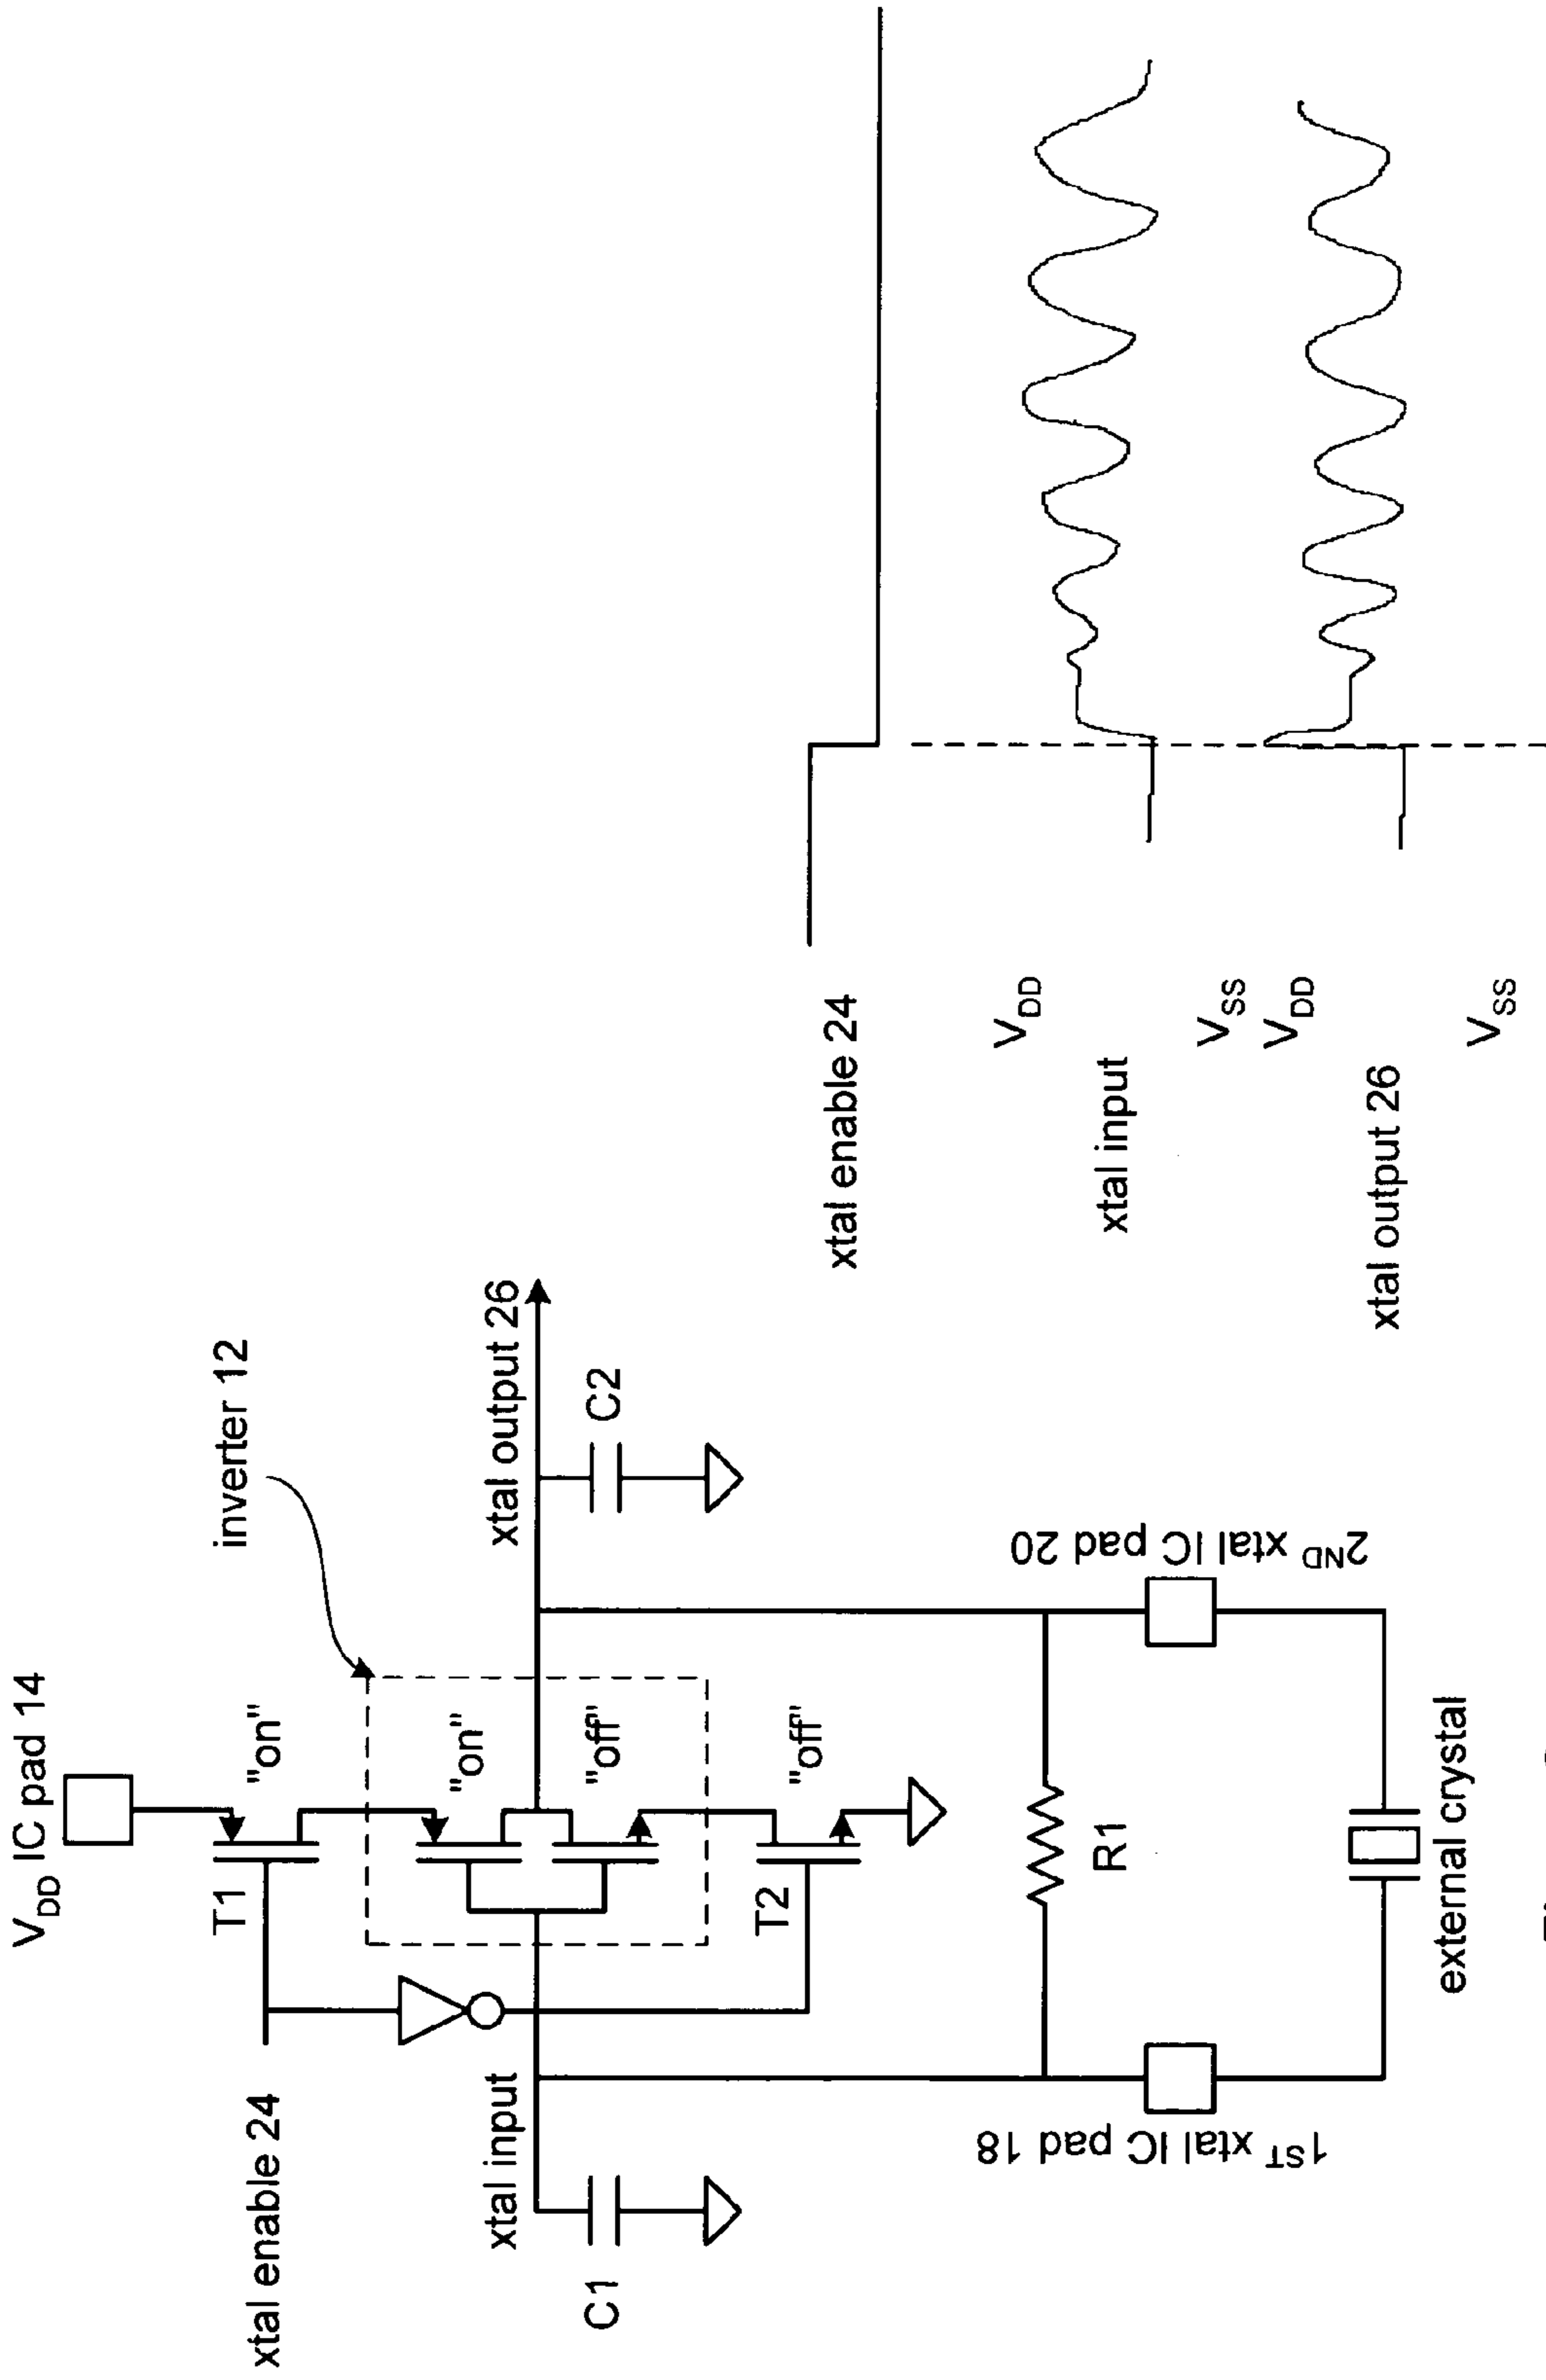 V_DD IC pad 14
T1
"on"
inverter 12
xtal enable 24
"on"
xtal input
xtal output 26
"off"
C1
C2
T2
"off"
1ST xtal IC pad 18
2ND xtal IC pad 20
R1
external crystal
xtal enable 24
V_DD
xtal input
V_SS
V_DD
xtal output 26
V_SS